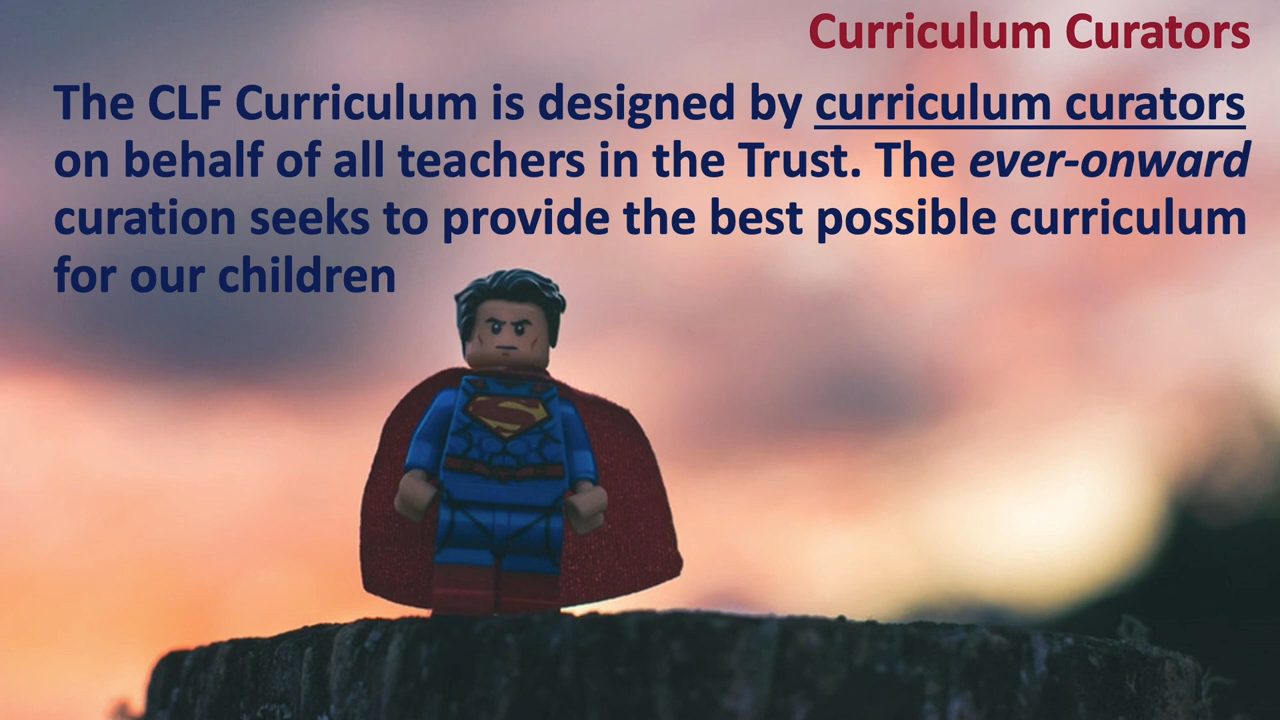 Curriculum Curators
The CLF Curriculum is designed by curriculum curators
on behalf of all teachers in the Trust. The ever-onward
curation seeks to provide the best possible curriculum
for our children